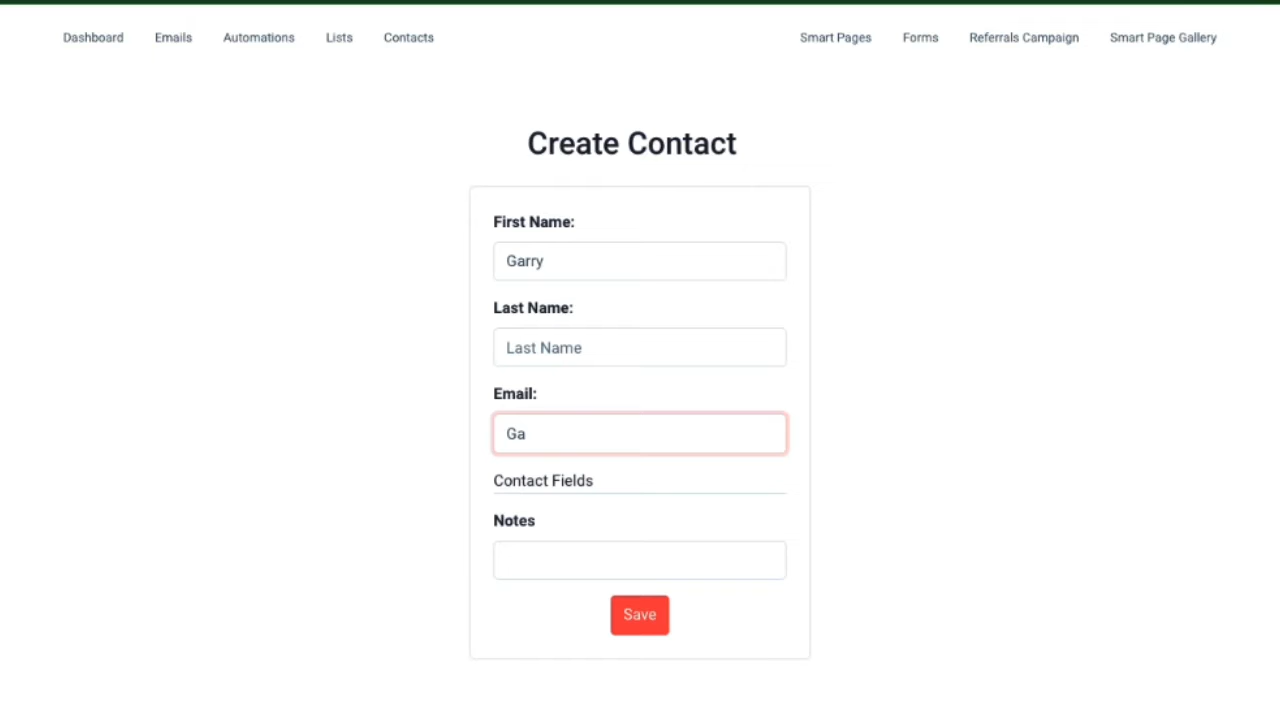 Dashboard Emails Automations Lists Contacts Smart Pages Forms Referrals Campaign Smart Page Gallery
Create Contact
First Name:
Garry
Last Name:
Last Name
Email:
Ga
Contact Fields
Notes
Save